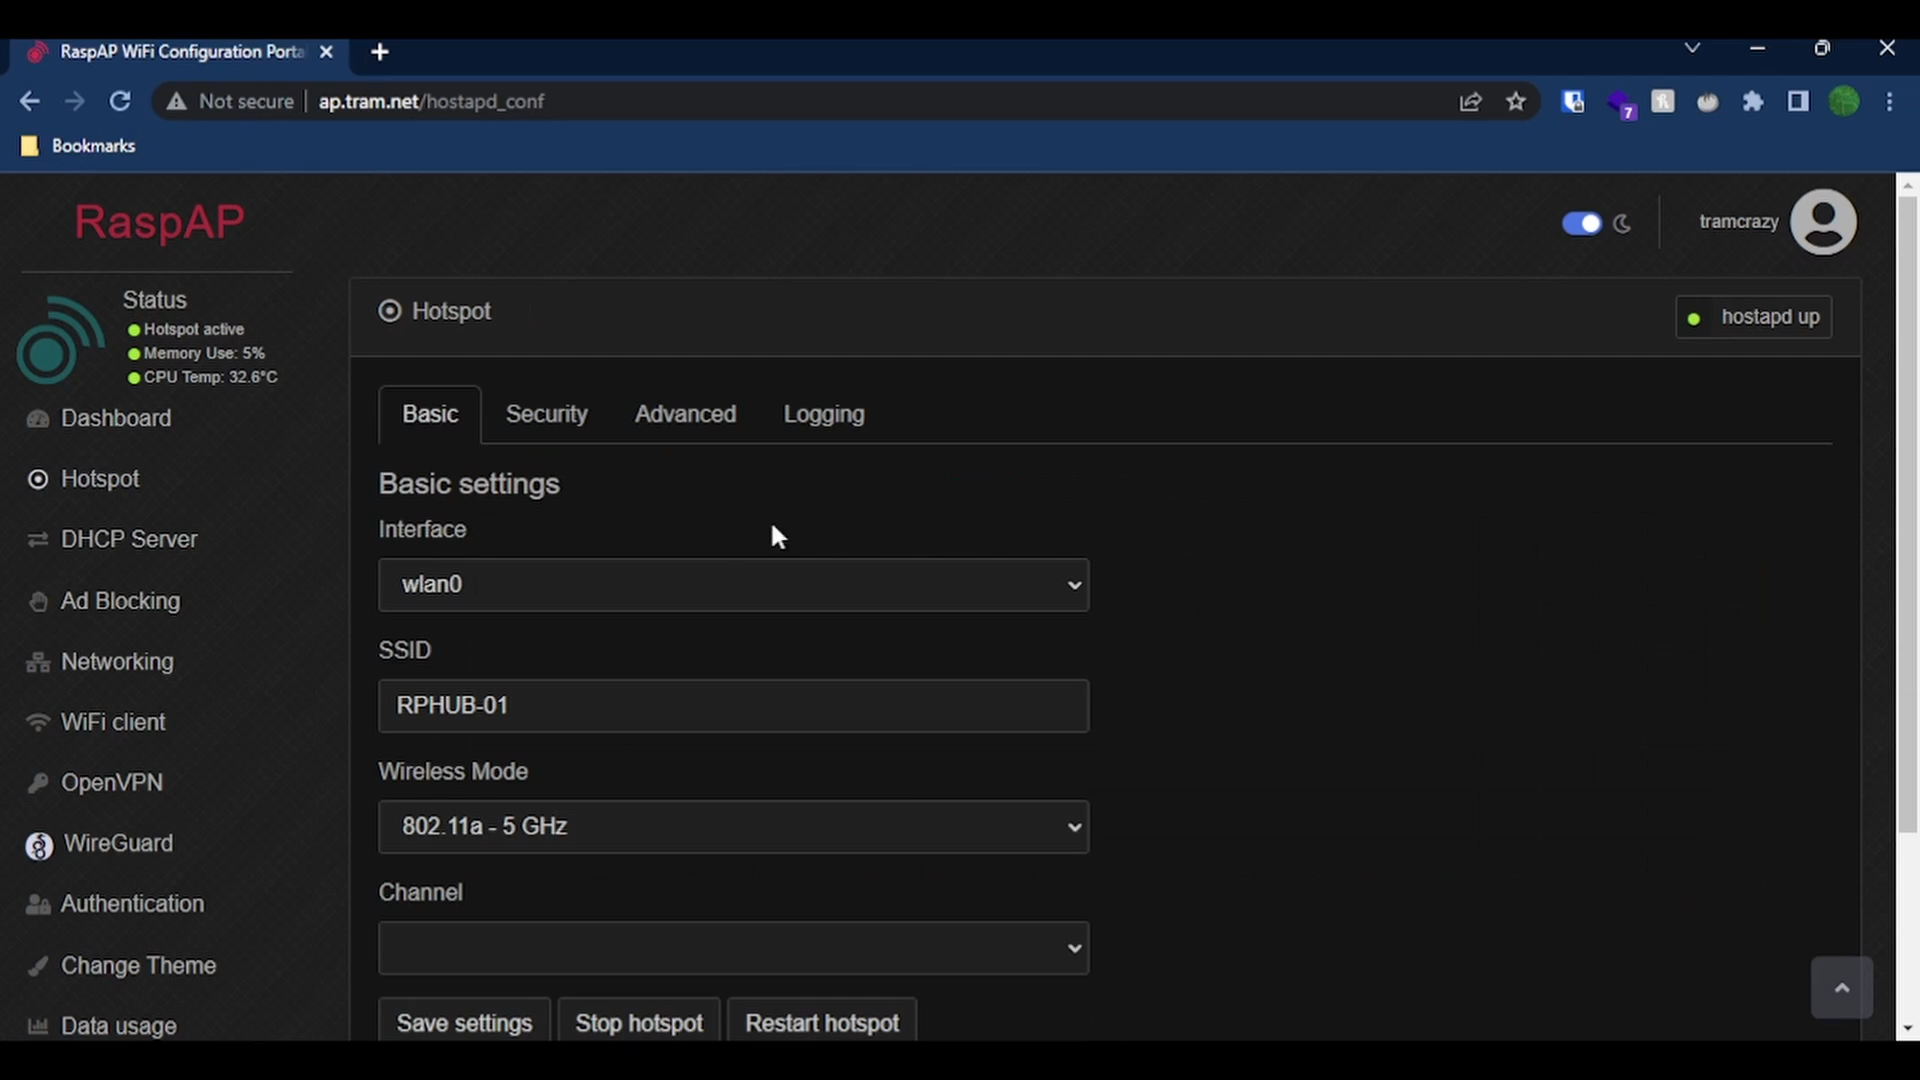 RaspAP WiFi Configuration Porta
Not secure
ap.tram.net/hostapd_conf
7
Bookmarks
RaspAP
tramcrazy
Status
Hotspot active
Memory Use: 5%
CPU Temp: 32.6°C
Dashboard
Hotspot
DHCP Server
Ad Blocking
Networking
WiFi client
OpenVPN
WireGuard
Authentication
Change Theme
Data usage
Hotspot
hostapd up
Basic Security Advanced Logging
Basic settings
Interface
wlan0
SSID
RPHUB-01
Wireless Mode
802.11a - 5 GHz
Channel
Save settings Stop hotspot Restart hotspot